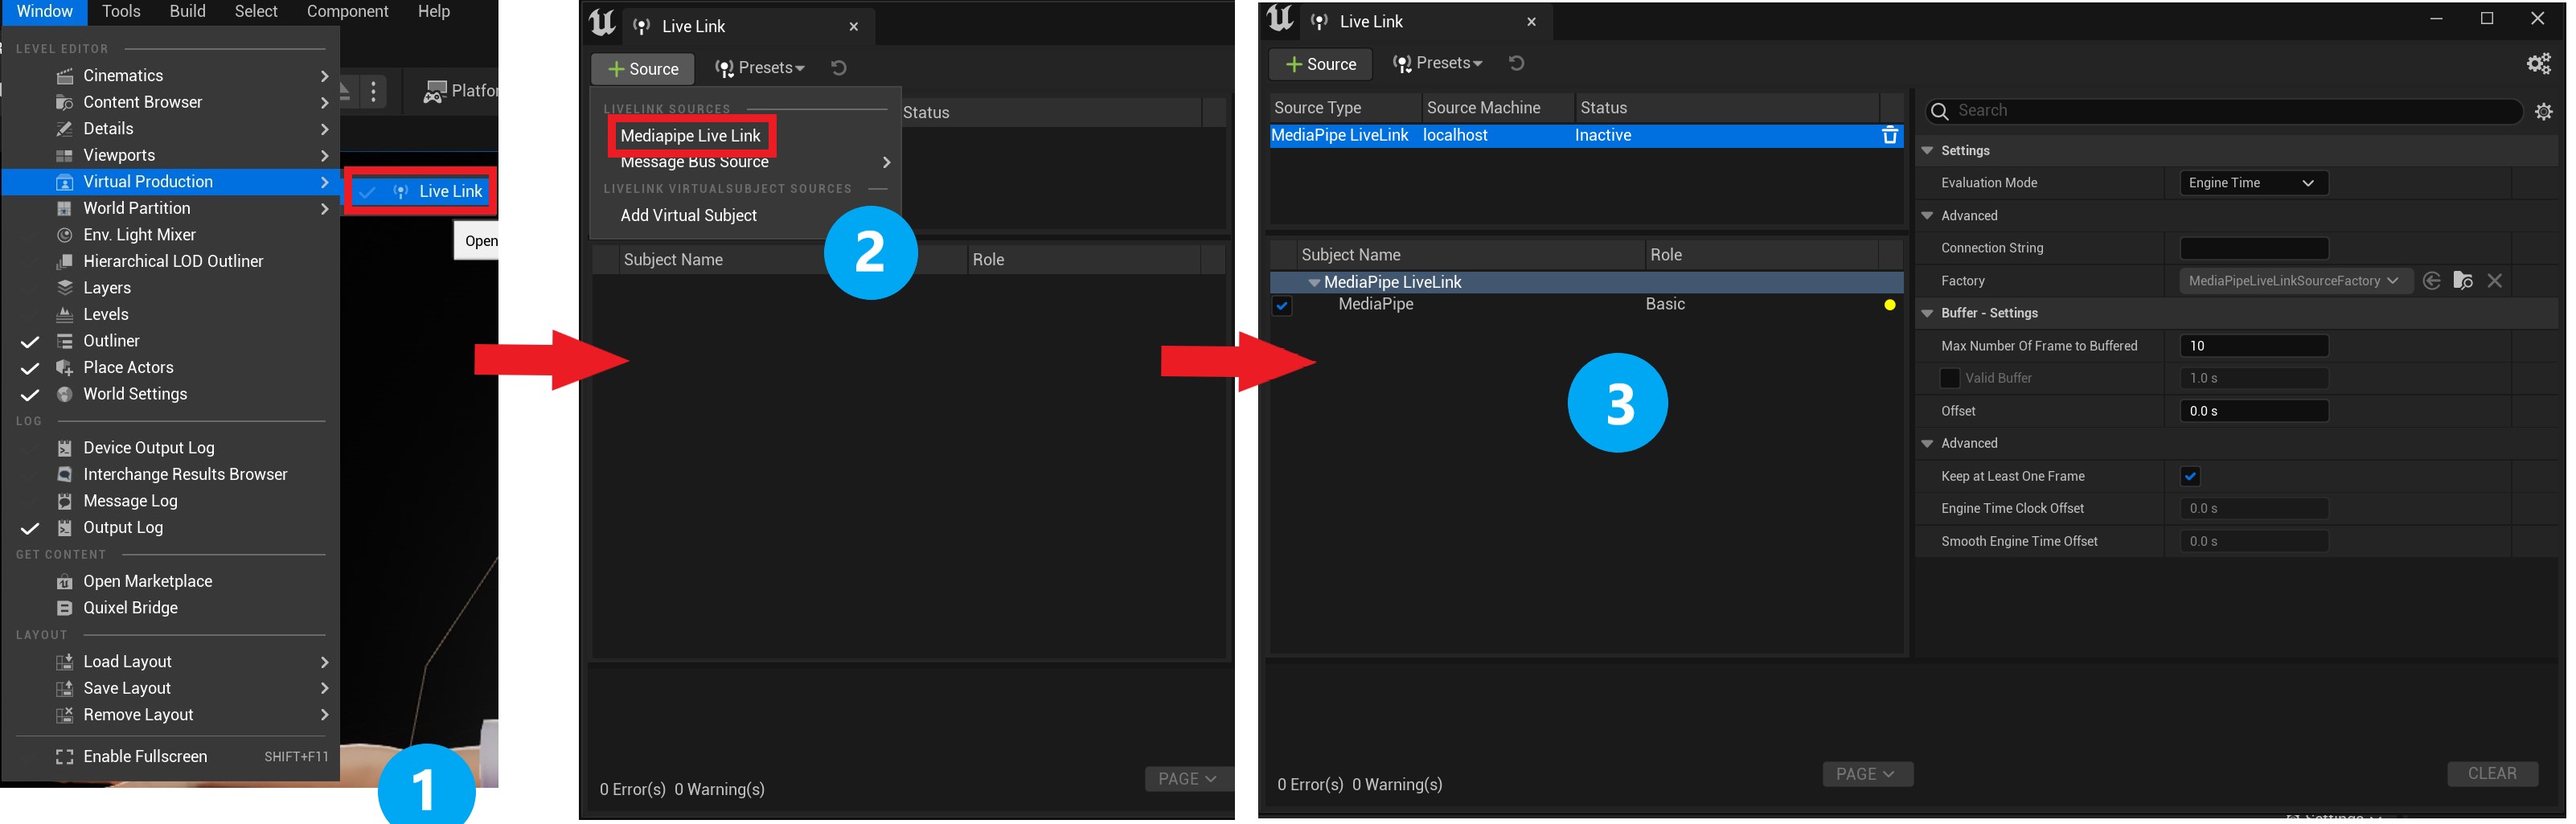 Window Tools Build Select Component Help
LEVEL EDITOR
Cinematics
Content Browser
Details
Viewports
Virtual Production
World Partition
Env. Light Mixer
Hierarchical LOD Outliner
Layers
Levels
Outliner
Place Actors
World Settings
LOG
Device Output Log
Interchange Results Browser
Message Log
Output Log
GET CONTENT
Open Marketplace
Quixel Bridge
LAYOUT
Load Layout
Save Layout
Remove Layout
Enable Fullscreen SHIFT+F11
Platfor
Live Link
Open
1
Live Link
Source Presets
LIVELINK SOURCES
Status
Mediapipe Live Link
Message Bus Source
LIVELINK VIRTUALSUBJECT SOURCES
Add Virtual Subject
2
Subject Name Role
PAGE
0 Error(s) 0 Warning(s)
Live Link
Source Presets
Source Type Source Machine Status
MediaPipe LiveLink localhost Inactive
Subject Name Role
MediaPipe LiveLink
MediaPipe Basic
3
Search
Settings
Evaluation Mode Engine Time
Advanced
Connection String
Factory MediaPipeLiveLinkSourceFactory
Buffer - Settings
Max Number Of Frame to Buffered 10
Valid Buffer 1.0 s
Offset 0.0 s
Advanced
Keep at Least One Frame
Engine Time Clock Offset 0.0 s
Smooth Engine Time Offset 0.0 s
PAGE CLEAR
0 Error(s) 0 Warning(s)